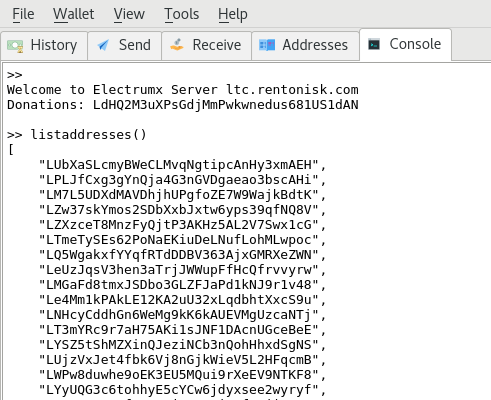 File Wallet View Tools Help
History Send Receive Addresses Console
>>
Welcome to Electrumx Server ltc.rentonisk.com
Donations: LdHQ2M3uXPsGdjMmPwkwnedus681US1dAN
>> listaddresses()
[
"LUbXaSLcmyBWeCLMvqNgtipcAnHy3xmAEH",
"LPLJfCxg3gYnQja4G3nGVDgaeao3bscAHi",
"LM7L5UDXdMAVDhjhUPgfoZE7W9WajkBdtK",
"LZw37skYmos2SDbXxbJxtw6yps39qfNQ8V",
"LZXzceT8MnzFyQjtP3AKHz5AL2V7Swx1cG",
"LTmeTySEs62PoNaEKiuDeLNufLohMLwpoc",
"LQ5WgakxfYYqfRTdDDBV363AjxGMRXeZWN",
"LeUzJqsV3hen3aTrjJWWupFfHcQfrvvyrw",
"LMGaFd8tmxJSDbo3GLZFJaPd1kNJ9r1v48",
"Le4Mm1kPAkLE12KA2uU32xLqdbhtXxcS9u",
"LNHcyCddhGn6WeMg9kK6kAUEVMgUzcaNTj",
"LT3mYRc9r7aH75AKi1sJNF1DAcnUGceBeE",
"LYSZ5tShMZXinQJeziNCb3nQohHhxdSgNS",
"LUjzVxJet4fbk6Vj8nGjkWieV5L2HFqcmB",
"LWPw8duwhe9oEK3EU5MQui9rXeEV9NTKF8",
"LYyUQG3c6tohhyE5cYCw6jdyxsee2wyryf",